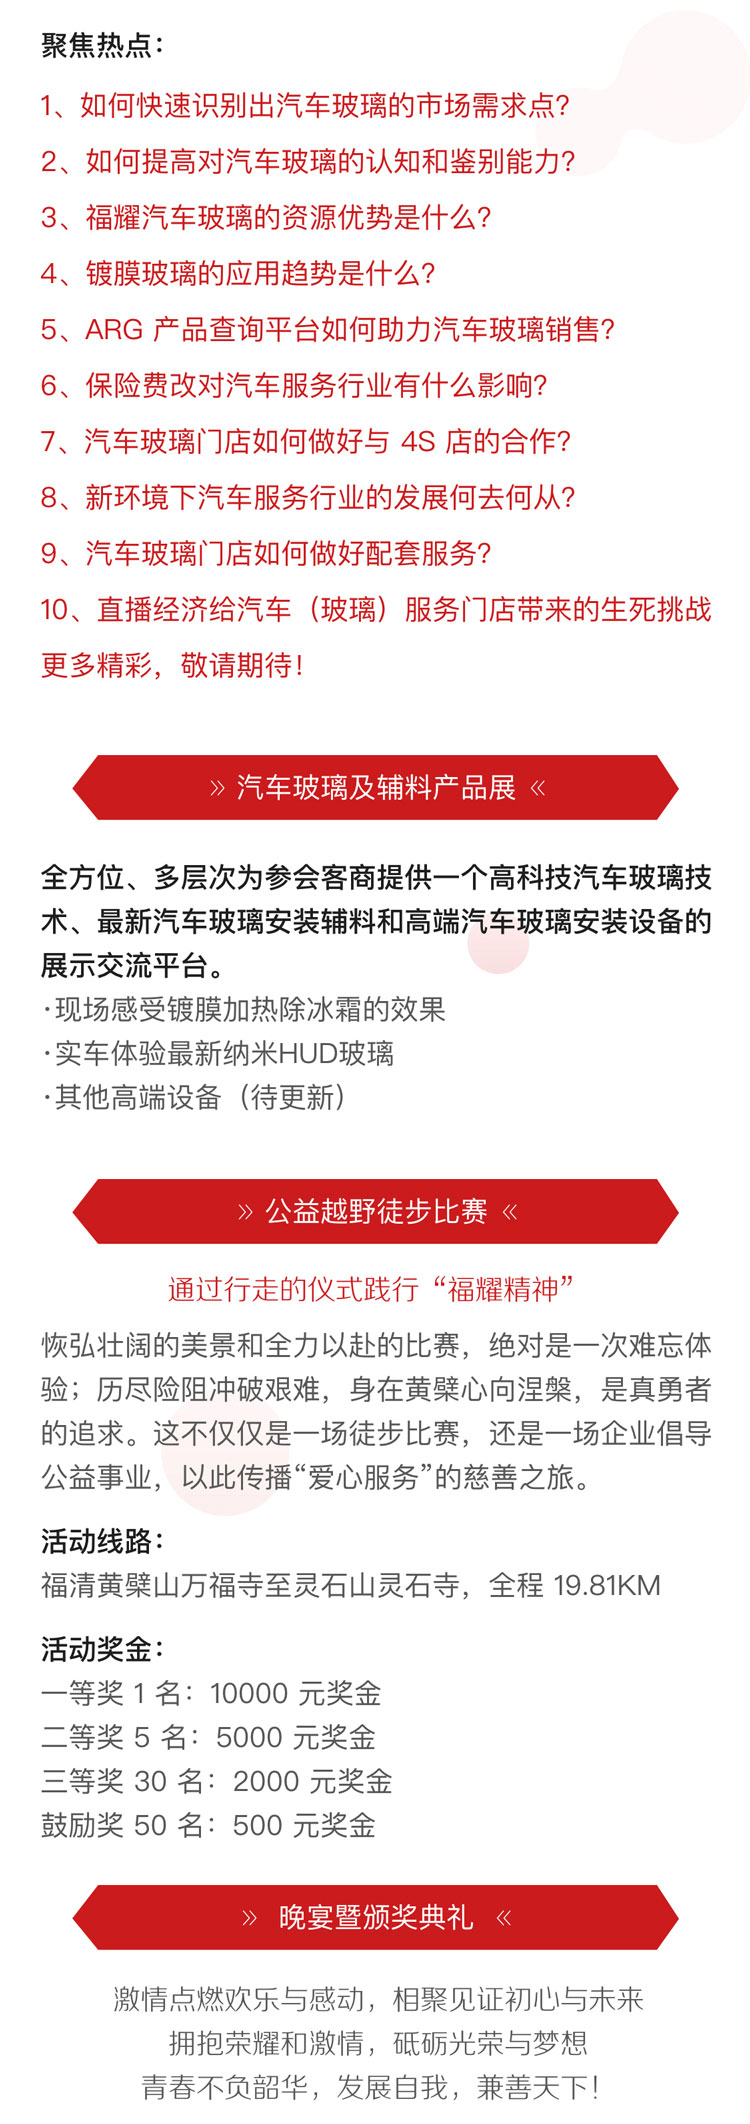 聚焦热点：
1、如何快速识别出汽车玻璃的市场需求点？
2、如何提高对汽车玻璃的认知和鉴别能力？
3、福耀汽车玻璃的资源优势是什么？
4、镀膜玻璃的应用趋势是什么？
5、ARG 产品查询平台如何助力汽车玻璃销售？
6、保险费改对汽车服务行业有什么影响？
7、汽车玻璃门店如何做好与 4S 店的合作？
8、新环境下汽车服务行业的发展何去何从？
9、汽车玻璃门店如何做好配套服务？
10、直播经济给汽车（玻璃）服务门店带来的生死挑战
更多精彩，敬请期待！
» 汽车玻璃及辅料产品展 «
全方位、多层次为参会客商提供一个高科技汽车玻璃技
术、最新汽车玻璃安装辅料和高端汽车玻璃安装设备的
展示交流平台。
·现场感受镀膜加热除冰霜的效果
·实车体验最新纳米HUD玻璃
·其他高端设备（待更新）
» 公益越野徒步比赛 «
通过行走的仪式践行“福耀精神”
恢弘壮阔的美景和全力以赴的比赛，绝对是一次难忘体
验；历尽险阻冲破艰难，身在黄檗心向涅槃，是真勇者
的追求。这不仅仅是一场徒步比赛，还是一场企业倡导
公益事业，以此传播“爱心服务”的慈善之旅。
活动线路：
福清黄檗山万福寺至灵石山灵石寺，全程 19.81KM
活动奖金：
一等奖 1 名：10000 元奖金
二等奖 5 名：5000 元奖金
三等奖 30 名：2000 元奖金
鼓励奖 50 名：500 元奖金
» 晚宴暨颁奖典礼 «
激情点燃欢乐与感动，相聚见证初心与未来
拥抱荣耀和激情，砥砺光荣与梦想
青春不负韶华，发展自我，兼善天下！